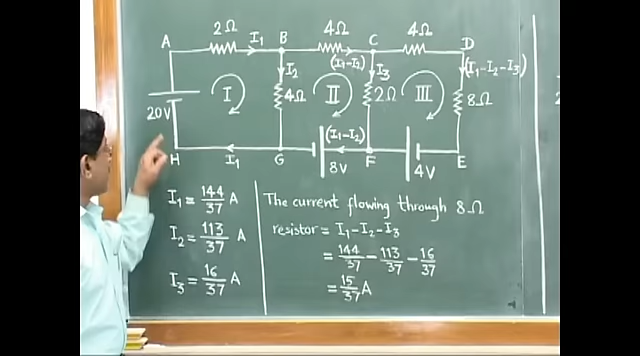 2Ω I₁ 4Ω 4Ω
A B C D
(I₁-I₂)
I₂ I₃ (I₁-I₂-I₃)
I II III
20V 4Ω 2Ω 8Ω
(I₁-I₂)
H I₁ G F E
8V 4V
I₁ = 144/37 A
I₂ = 113/37 A
I₃ = 16/37 A
The current flowing through 8Ω
resistor = I₁-I₂-I₃
= 144/37 - 113/37 - 16/37
= 15/37 A